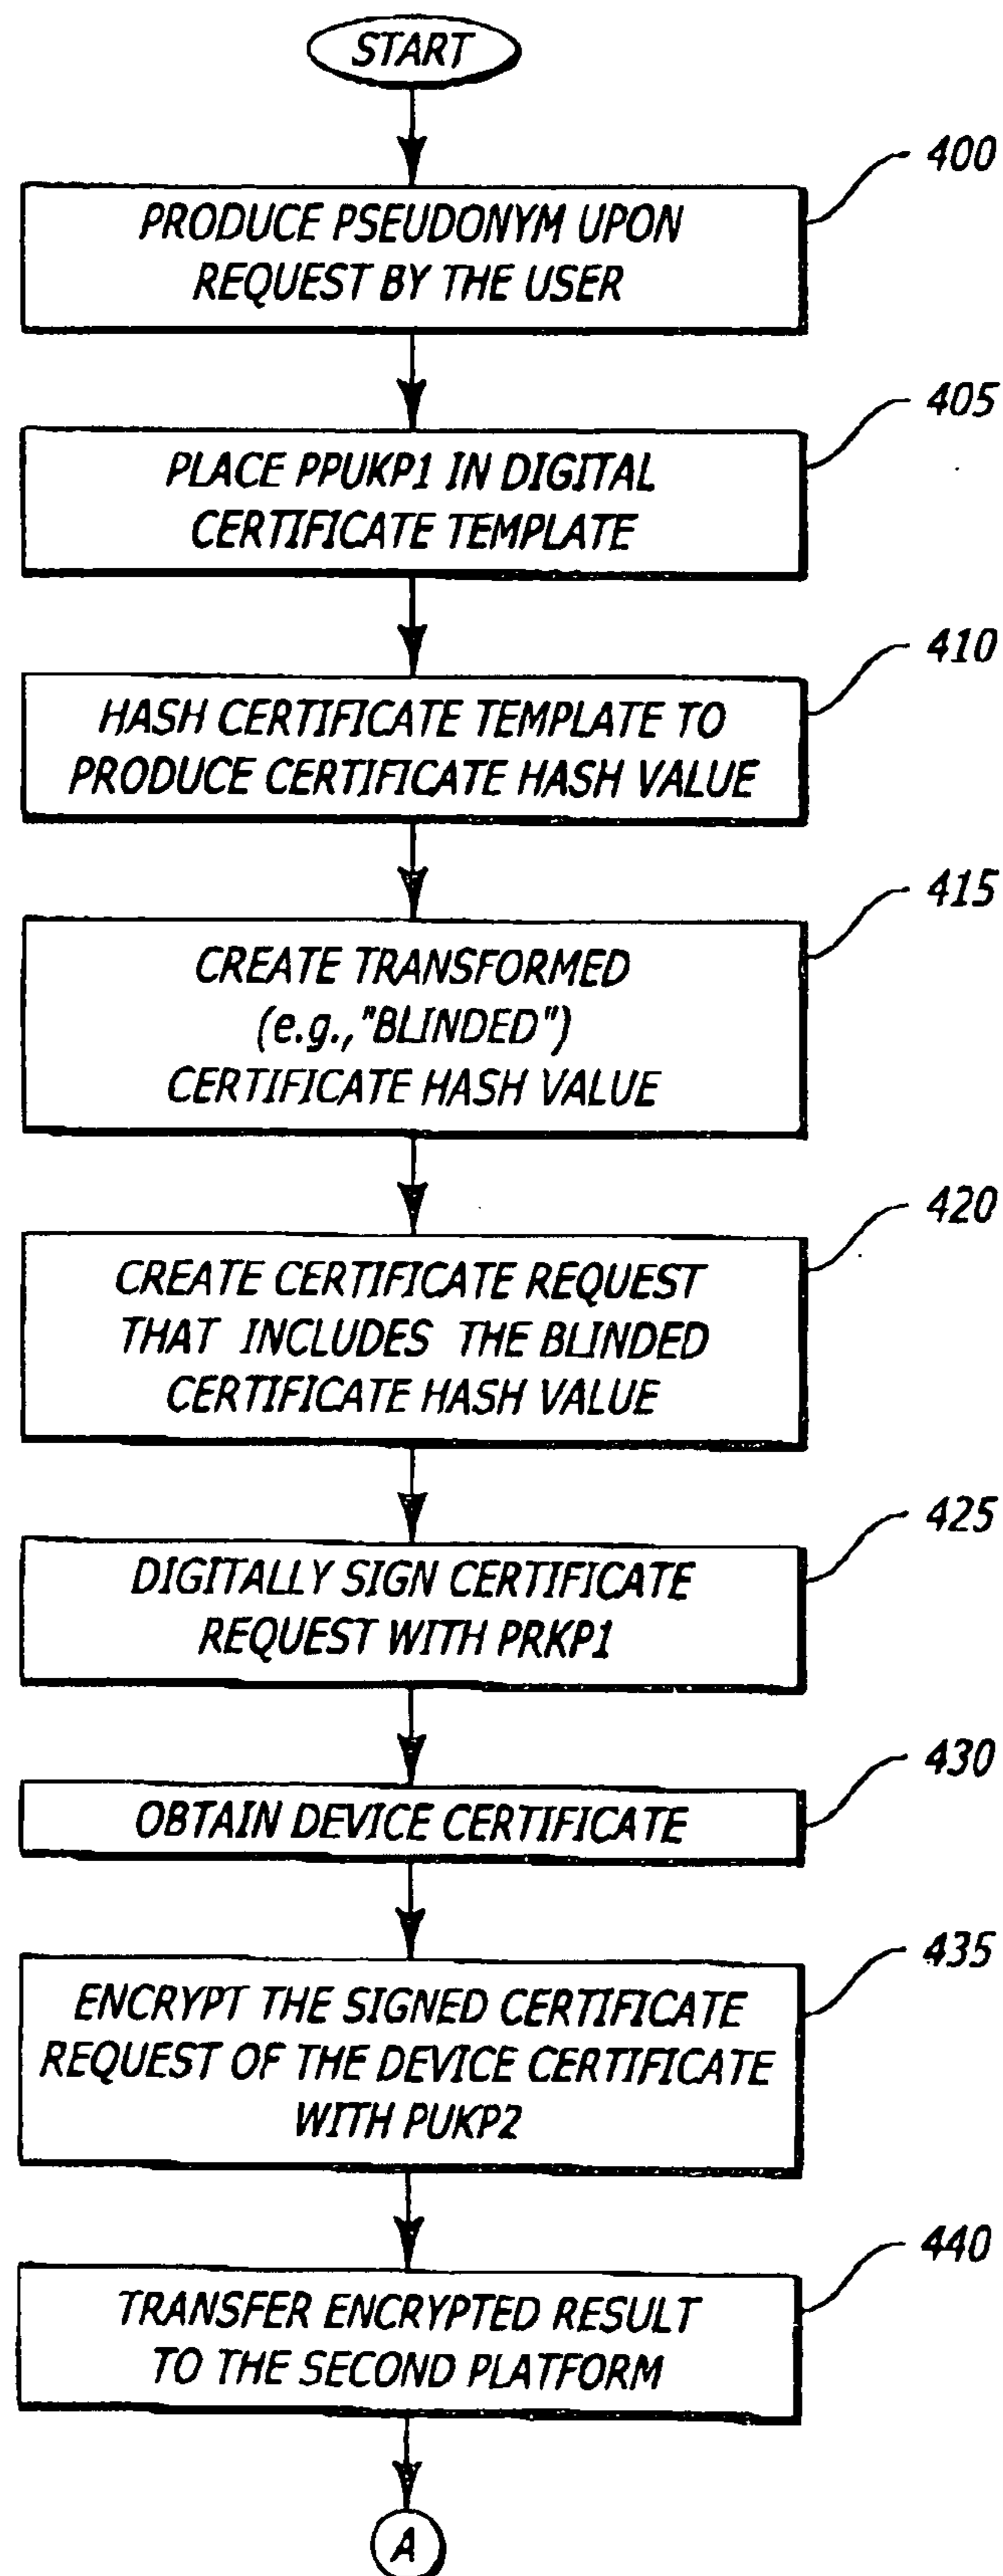 START
400
PRODUCE PSEUDONYM UPON
REQUEST BY THE USER
405
PLACE PPUKP1 IN DIGITAL
CERTIFICATE TEMPLATE
410
HASH CERTIFICATE TEMPLATE TO
PRODUCE CERTIFICATE HASH VALUE
415
CREATE TRANSFORMED
(e.g.,"BLINDED")
CERTIFICATE HASH VALUE
420
CREATE CERTIFICATE REQUEST
THAT INCLUDES THE BLINDED
CERTIFICATE HASH VALUE
425
DIGITALLY SIGN CERTIFICATE
REQUEST WITH PRKP1
430
OBTAIN DEVICE CERTIFICATE
435
ENCRYPT THE SIGNED CERTIFICATE
REQUEST OF THE DEVICE CERTIFICATE
WITH PUKP2
440
TRANSFER ENCRYPTED RESULT
TO THE SECOND PLATFORM
A